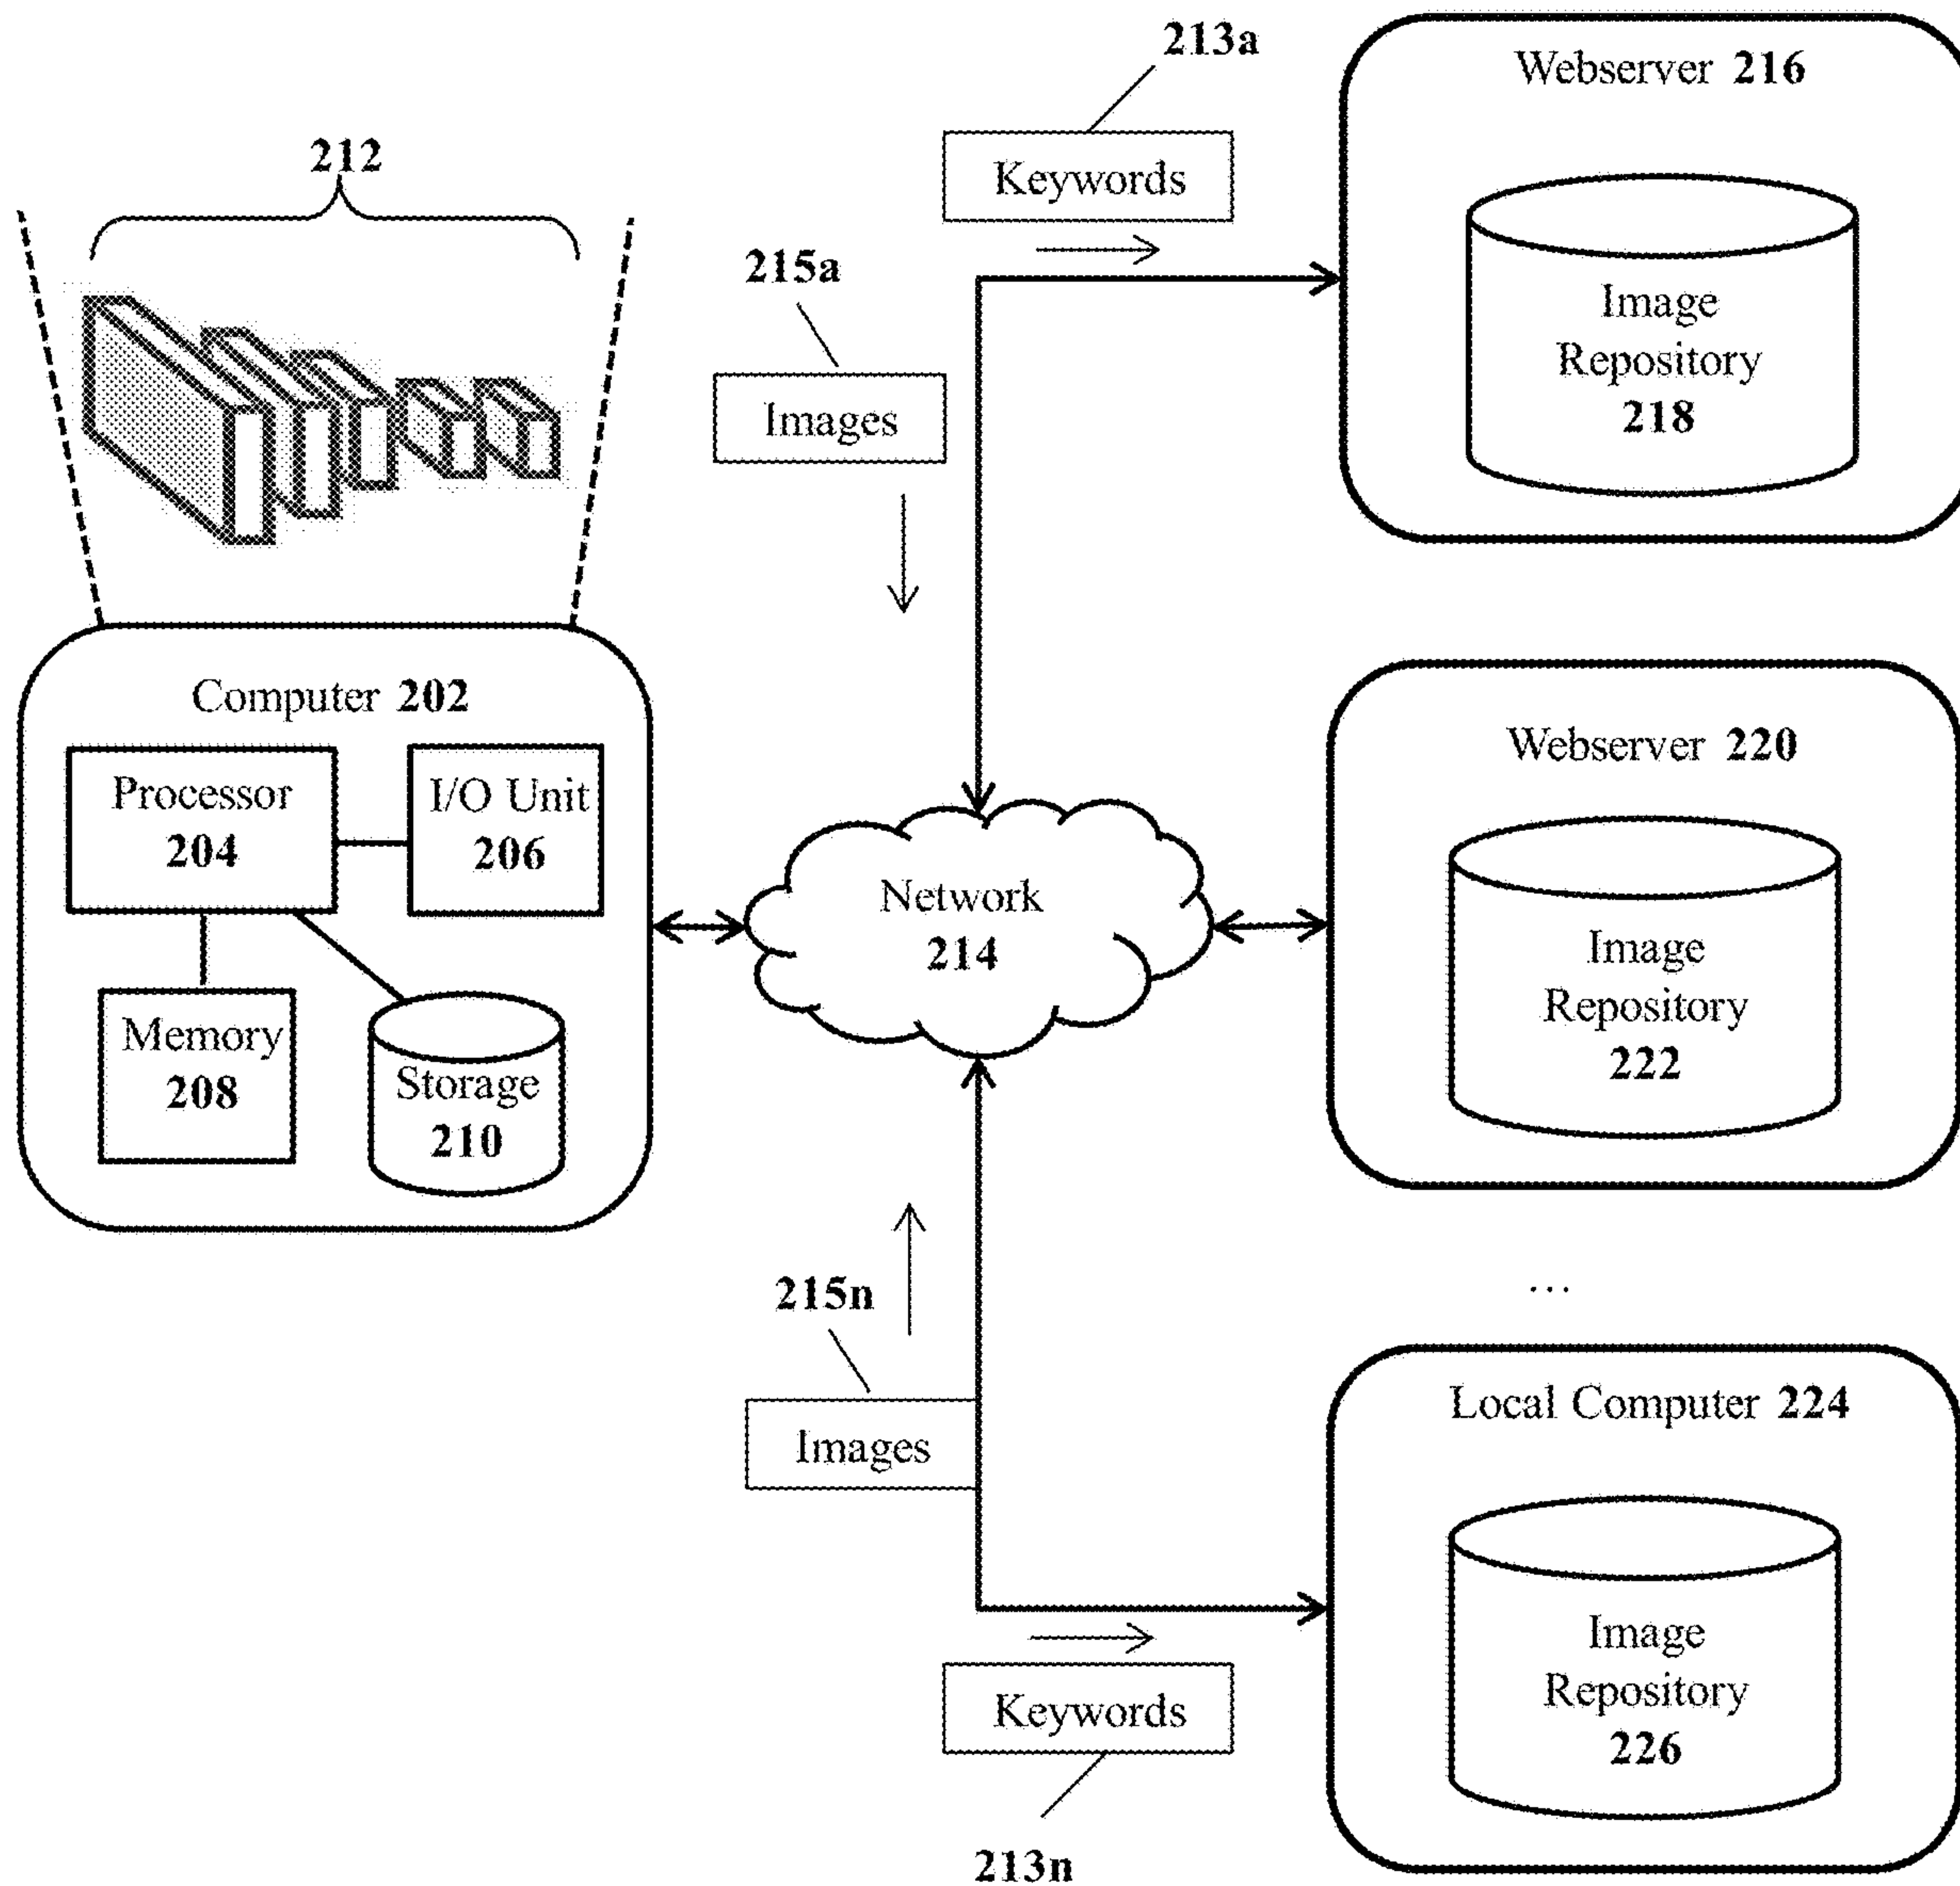 213a
Webserver 216
Keywords
212
215a
Image
Repository
218
Images
Computer 202
Processor
204
I/O Unit
206
Memory
208
Storage
210
Network
214
Webserver 220
Image
Repository
222
...
215n
Images
Local Computer 224
Image
Repository
226
Keywords
213n